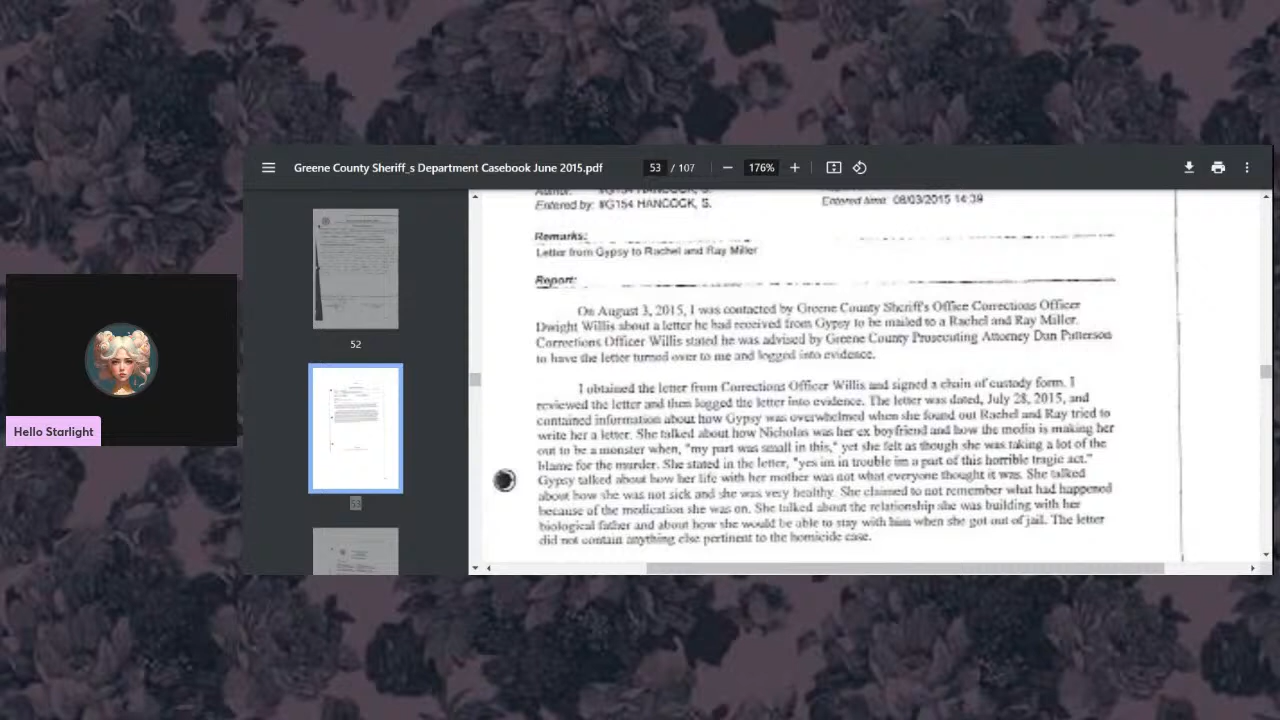 Greene County Sheriff_s Department Casebook June 2015.pdf
53 / 107
176%
52
53
Hello Starlight
Author: #G154 HANCOCK, S.
Entered by: #G154 HANCOCK, S.
Entered time: 08/03/2015 14:39
Remarks:
Letter from Gypsy to Rachel and Ray Miller
Report:
On August 3, 2015, I was contacted by Greene County Sheriff's Office Corrections Officer
Dwight Willis about a letter he had received from Gypsy to be mailed to a Rachel and Ray Miller.
Corrections Officer Willis stated he was advised by Greene County Prosecuting Attorney Dan Patterson
to have the letter turned over to me and logged into evidence.
I obtained the letter from Corrections Officer Willis and signed a chain of custody form. I
reviewed the letter and then logged the letter into evidence. The letter was dated, July 28, 2015, and
contained information about how Gypsy was overwhelmed when she found out Rachel and Ray tried to
write her a letter. She talked about how Nicholas was her ex boyfriend and how the media is making her
out to be a monster when, "my part was small in this," yet she felt as though she was taking a lot of the
blame for the murder. She stated in the letter, "yes im in trouble im a part of this horrible tragic act."
Gypsy talked about how her life with her mother was not what everyone thought it was. She talked
about how she was not sick and she was very healthy. She claimed to not remember what had happened
because of the medication she was on. She talked about the relationship she was building with her
biological father and about how she would be able to stay with him when she got out of jail. The letter
did not contain anything else pertinent to the homicide case.